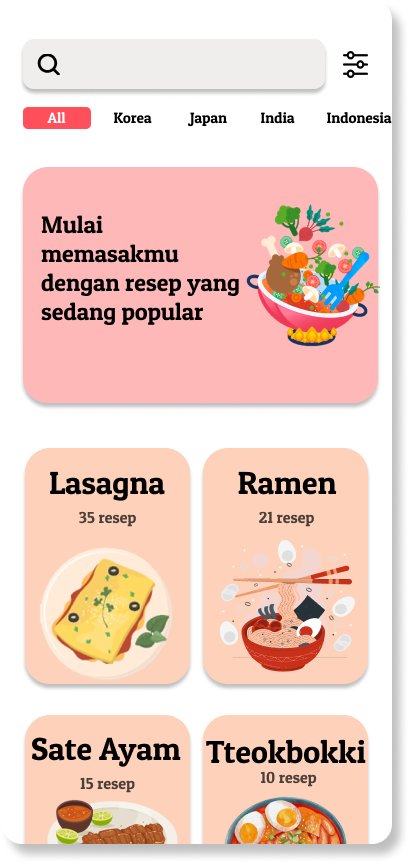 All Korea Japan India Indonesia
Mulai
memasakmu
dengan resep yang
sedang popular
Lasagna
35 resep
Ramen
21 resep
Sate Ayam
15 resep
Tteokbokki
10 resep